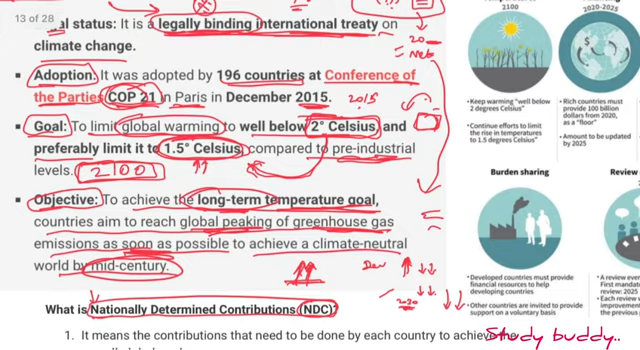 13 of 28
al status: It is a legally binding international treaty on
climate change.
Adoption: It was adopted by 196 countries at Conference of
the Parties COP 21 in Paris in December 2015.
2015
Goal: To limit global warming to well below 2° Celsius and
preferably limit it to 1.5° Celsius, compared to pre-industrial
levels. 2100
Objective: To achieve the long-term temperature goal,
countries aim to reach global peaking of greenhouse gas
emissions as soon as possible to achieve a climate-neutral
world by mid-century.
Dev
2020
What is Nationally Determined Contributions (NDC)?
1. It means the contributions that need to be done by each country to achieve
2100
2020-2025
• Keep warming "well below
2 degrees Celsius"
• Continue efforts to limit
the rise in temperatures
to 1.5 degrees Celsius"
• Rich countries must
provide 100 billion
dollars from 2020,
as a "floor"
• Amount to be updated
by 2025
Burden sharing
Review
• Developed countries must provide
financial resources to help
developing countries
• Other countries are invited to provide
support on a voluntary basis
• A review ever
First mandate
review: 2025
• Each review w
improvement
the previous
Study buddy..